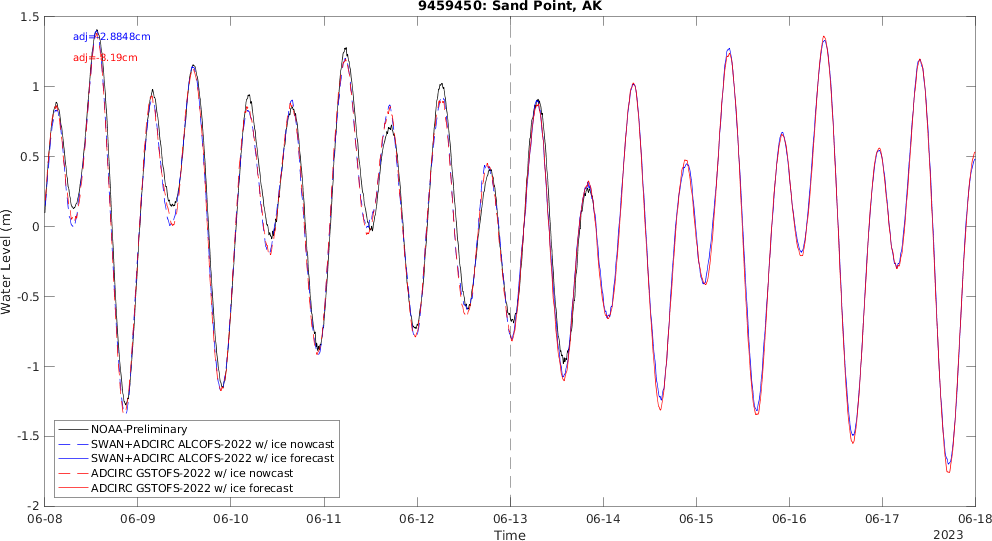 9459450: Sand Point, AK
adj=-2.8848cm
adj=-8.19cm
Water Level (m)
1.5
1
0.5
0
-0.5
-1
-1.5
-2
NOAA-Preliminary
SWAN+ADCIRC ALCOFS-2022 w/ ice nowcast
SWAN+ADCIRC ALCOFS-2022 w/ ice forecast
ADCIRC GSTOFS-2022 w/ ice nowcast
ADCIRC GSTOFS-2022 w/ ice forecast
06-08 06-09 06-10 06-11 06-12 06-13 06-14 06-15 06-16 06-17 06-18
Time
2023